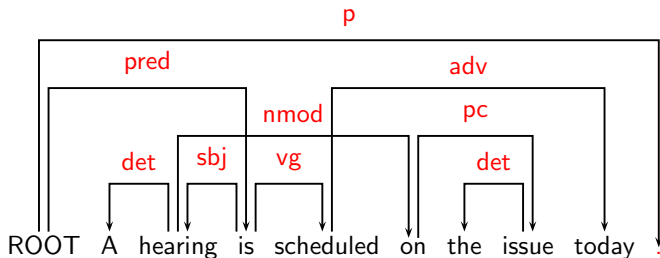 p
pred adv
nmod pc
det sbj vg det
ROOT A hearing is scheduled on the issue today .